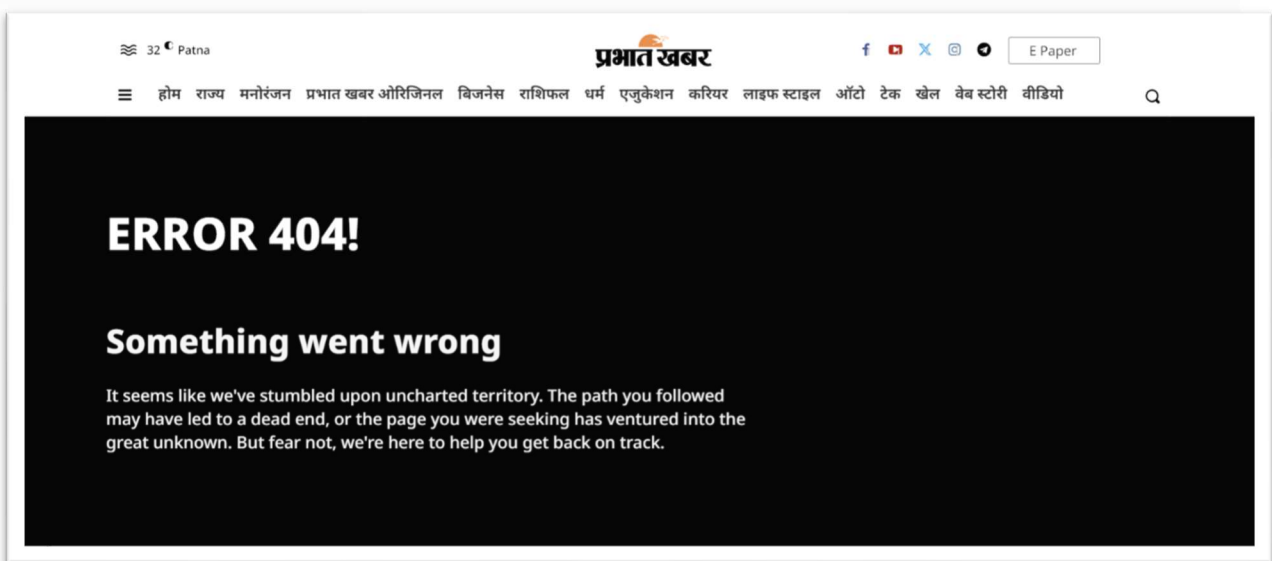 32 C Patna
प्रभात खबर
E Paper
होम राज्य मनोरंजन प्रभात खबर ओरिजिनल बिजनेस राशिफल धर्म एजुकेशन करियर लाइफ स्टाइल ऑटो टेक खेल वेब स्टोरी वीडियो
ERROR 404!
Something went wrong
It seems like we've stumbled upon uncharted territory. The path you followed
may have led to a dead end, or the page you were seeking has ventured into the
great unknown. But fear not, we're here to help you get back on track.